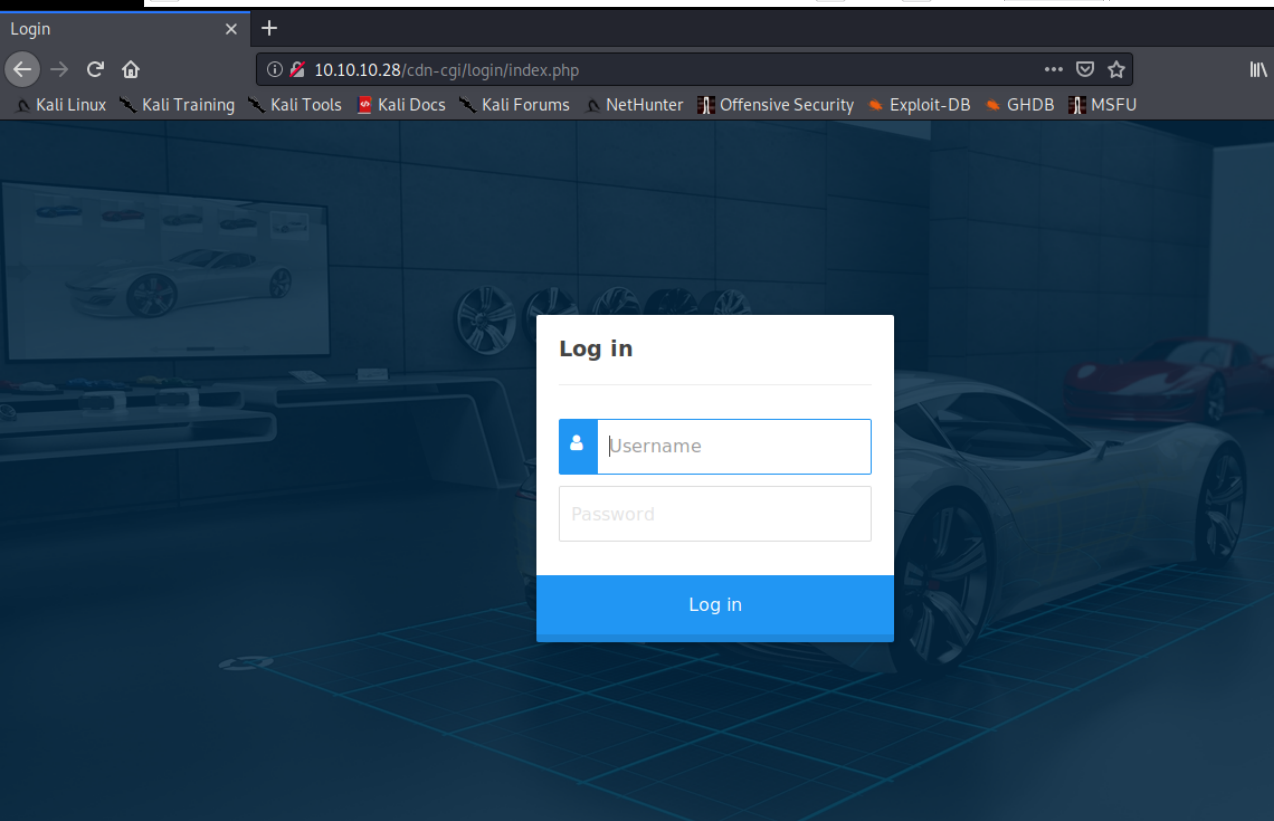 Login
10.10.10.28/cdn-cgi/login/index.php
Kali Linux Kali Training Kali Tools Kali Docs Kali Forums NetHunter Offensive Security Exploit-DB GHDB MSFU
Log in
Username
Password
Log in